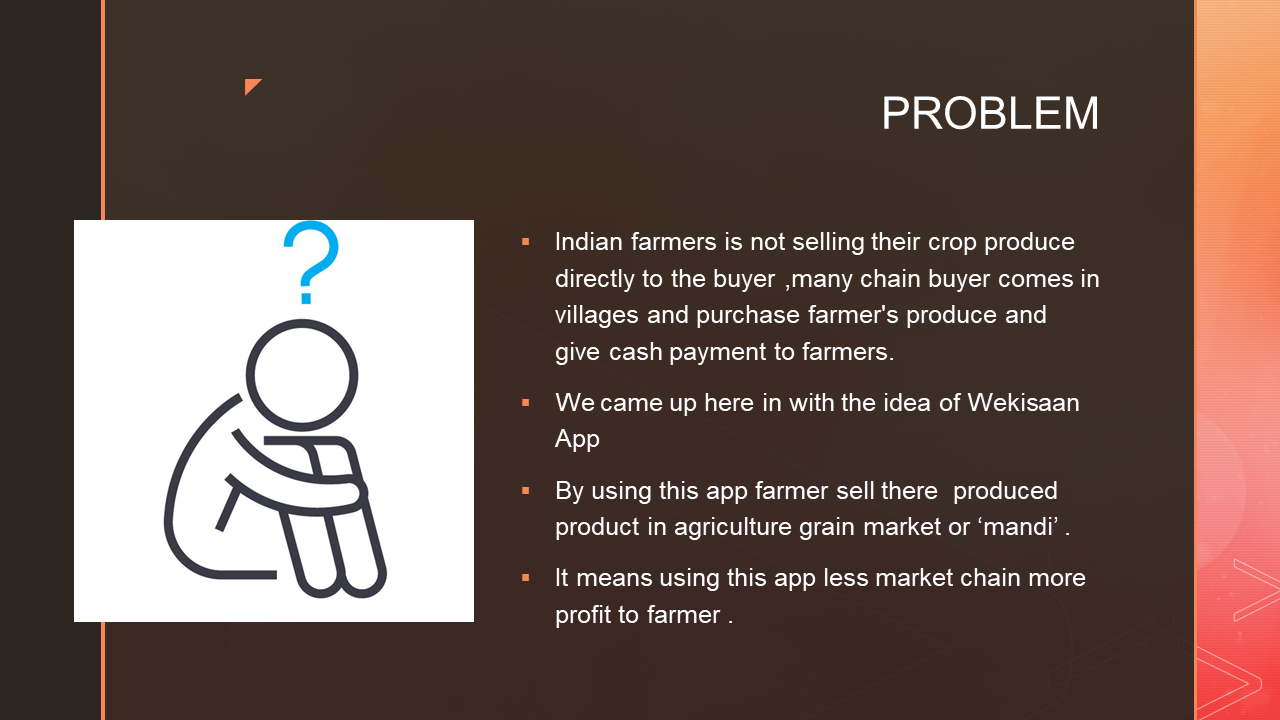 PROBLEM
?
Indian farmers is not selling their crop produce
directly to the buyer ,many chain buyer comes in
villages and purchase farmer's produce and
give cash payment to farmers.
We came up here in with the idea of Wekisaan
App
By using this app farmer sell there  produced
product in agriculture grain market or ‘mandi’ .
It means using this app less market chain more
profit to farmer .